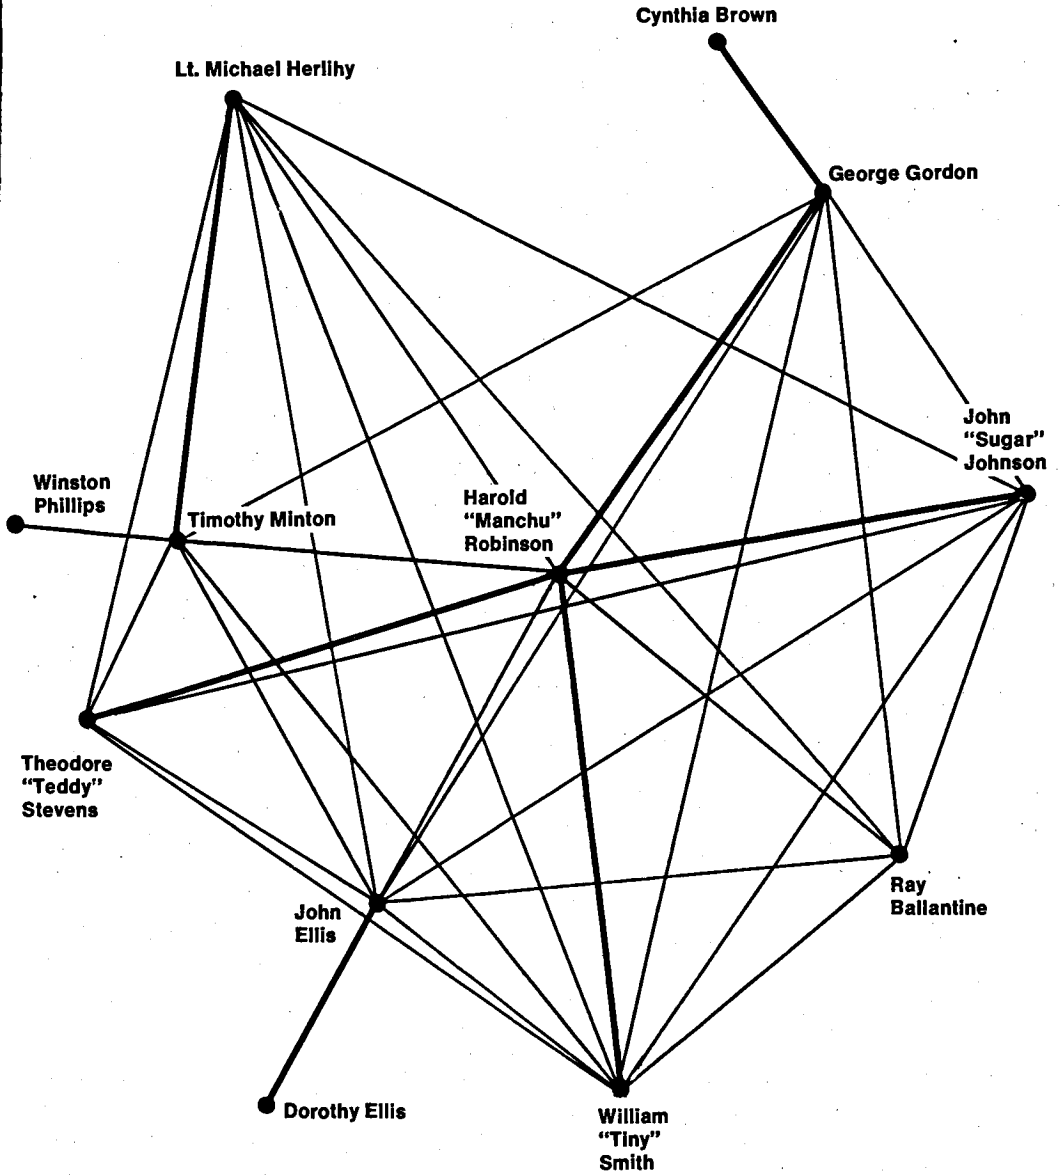 Cynthia Brown
Lt. Michael Herlihy
George Gordon
John
“Sugar”
Johnson
Winston
Phillips
Timothy Minton
Harold
“Manchu”
Robinson
Theodore
“Teddy”
Stevens
Ray
Ballantine
John
Ellis
Dorothy Ellis
William
“Tiny”
Smith